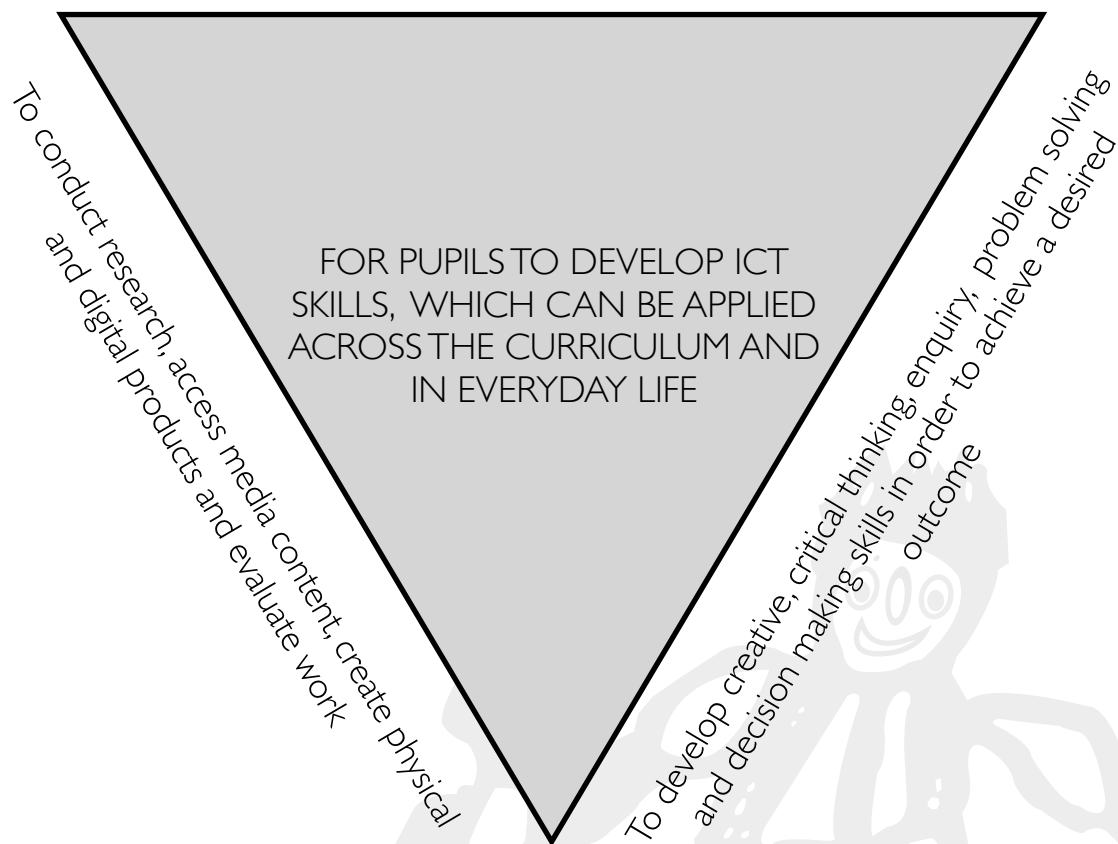 To conduct research, access media content, create physical
and digital products and evaluate work
FOR PUPILS TO DEVELOP ICT
SKILLS, WHICH CAN BE APPLIED
ACROSS THE CURRICULUM AND
IN EVERYDAY LIFE
To develop creative, critical thinking, enquiry, problem solving
and decision making skills in order to achieve a desired
outcome